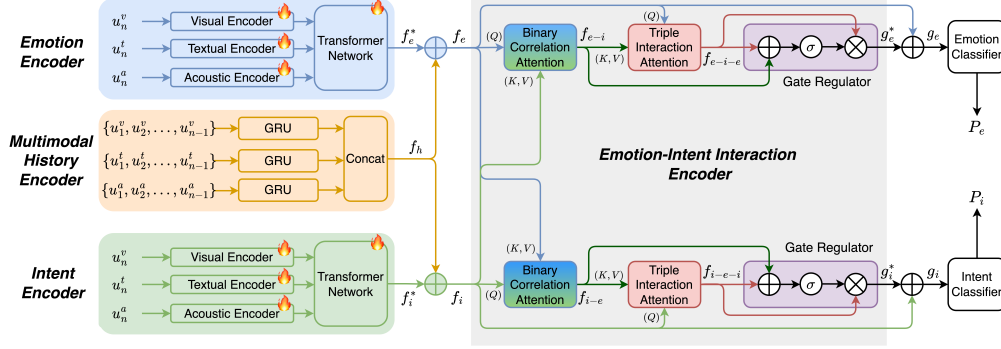 Emotion
Encoder
u_n^v
Visual Encoder
u_n^t
Textual Encoder
u_n^a
Acoustic Encoder
Transformer
Network
f_e^*
f_e
(Q)
Binary
Correlation
Attention
(K, V)
f_{e-i}
(K, V)
(Q)
Triple
Interaction
Attention
f_{e-i-e}
σ
Gate Regulator
g_e^*
g_e
Emotion
Classifier
P_e
Multimodal
History
Encoder
{u_1^v, u_2^v, ..., u_{n-1}^v}
GRU
{u_1^t, u_2^t, ..., u_{n-1}^t}
GRU
{u_1^a, u_2^a, ..., u_{n-1}^a}
GRU
Concat
f_h
Emotion-Intent Interaction
Encoder
Intent
Encoder
u_n^v
Visual Encoder
u_n^t
Textual Encoder
u_n^a
Acoustic Encoder
Transformer
Network
f_i^*
f_i
(Q)
(K, V)
Binary
Correlation
Attention
(K, V)
f_{i-e}
Triple
Interaction
Attention
(Q)
f_{i-e-i}
Gate Regulator
σ
g_i^*
g_i
Intent
Classifier
P_i